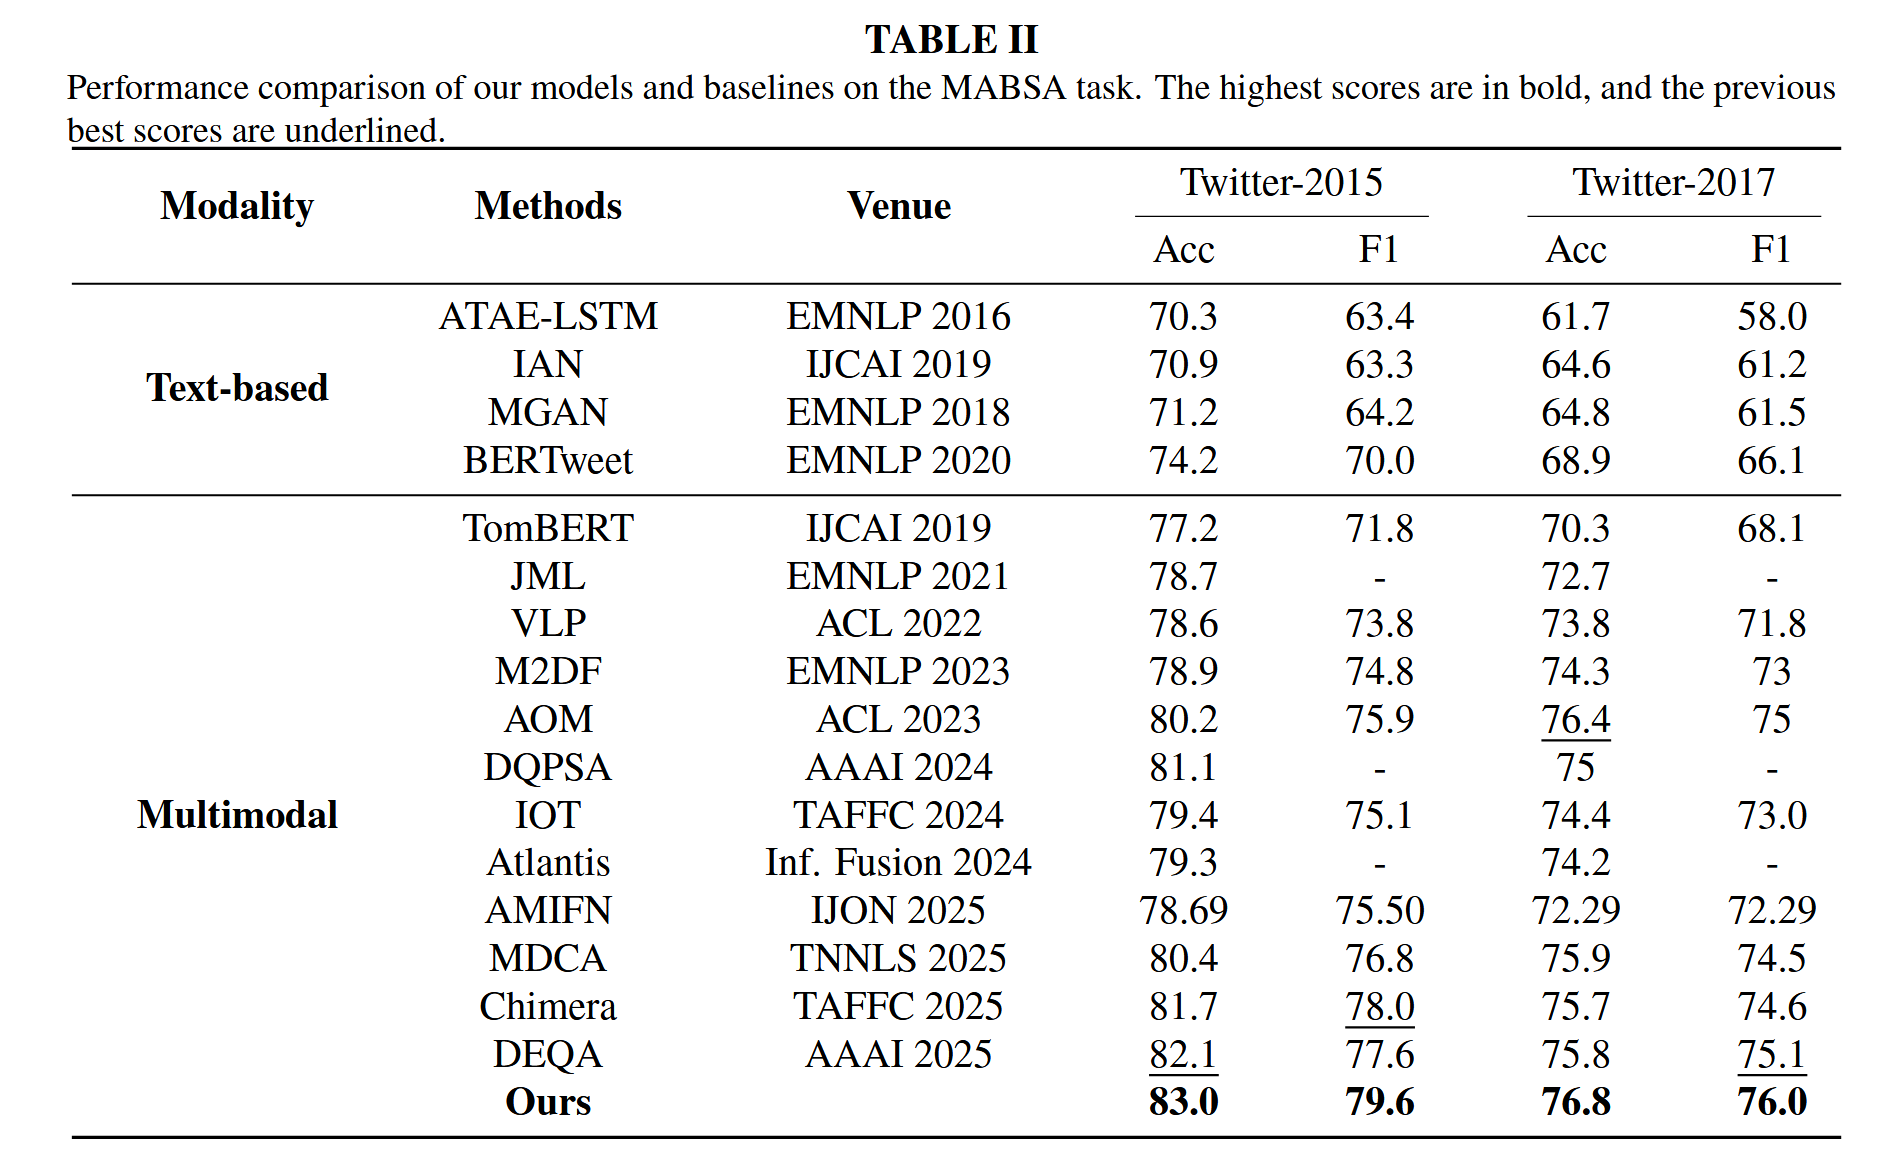 TABLE II
Performance comparison of our models and baselines on the MABSA task. The highest scores are in bold, and the previous
best scores are underlined.
Modality Methods Venue Twitter-2015 Twitter-2017
Acc F1 Acc F1
Text-based
ATAE-LSTM EMNLP 2016 70.3 63.4 61.7 58.0
IAN IJCAI 2019 70.9 63.3 64.6 61.2
MGAN EMNLP 2018 71.2 64.2 64.8 61.5
BERTweet EMNLP 2020 74.2 70.0 68.9 66.1
Multimodal
TomBERT IJCAI 2019 77.2 71.8 70.3 68.1
JML EMNLP 2021 78.7 - 72.7 -
VLP ACL 2022 78.6 73.8 73.8 71.8
M2DF EMNLP 2023 78.9 74.8 74.3 73
AOM ACL 2023 80.2 75.9 76.4 75
DQPSA AAAI 2024 81.1 - 75 -
IOT TAFFC 2024 79.4 75.1 74.4 73.0
Atlantis Inf. Fusion 2024 79.3 - 74.2 -
AMIFN IJON 2025 78.69 75.50 72.29 72.29
MDCA TNNLS 2025 80.4 76.8 75.9 74.5
Chimera TAFFC 2025 81.7 78.0 75.7 74.6
DEQA AAAI 2025 82.1 77.6 75.8 75.1
Ours 83.0 79.6 76.8 76.0